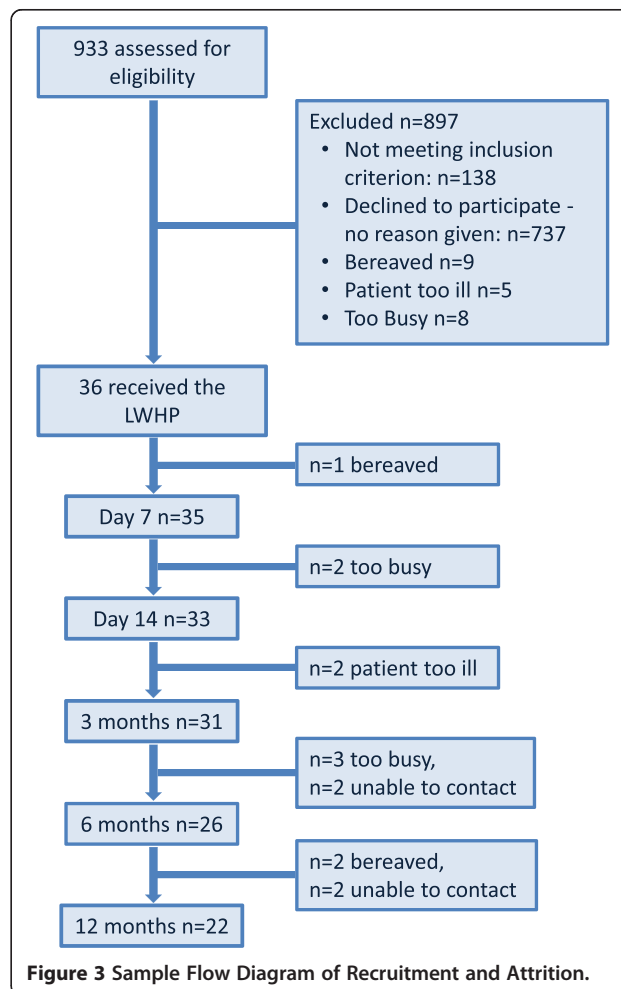 933 assessed for
eligibility
Excluded n=897
• Not meeting inclusion
criterion: n=138
• Declined to participate -
no reason given: n=737
• Bereaved n=9
• Patient too ill n=5
• Too Busy n=8
36 received the
LWHP
n=1 bereaved
Day 7 n=35
n=2 too busy
Day 14 n=33
n=2 patient too ill
3 months n=31
n=3 too busy,
n=2 unable to contact
6 months n=26
n=2 bereaved,
n=2 unable to contact
12 months n=22
Figure 3 Sample Flow Diagram of Recruitment and Attrition.